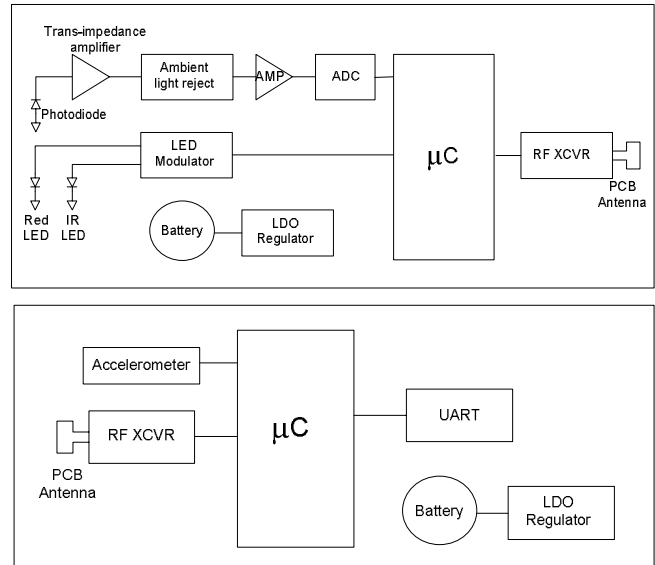 Trans-impedance
amplifier
Ambient
light reject
AMP
ADC
Photodiode
LED
Modulator
μC
RF XCVR
PCB
Antenna
Red
LED
IR
LED
Battery
LDO
Regulator
Accelerometer
RF XCVR
PCB
Antenna
μC
UART
Battery
LDO
Regulator